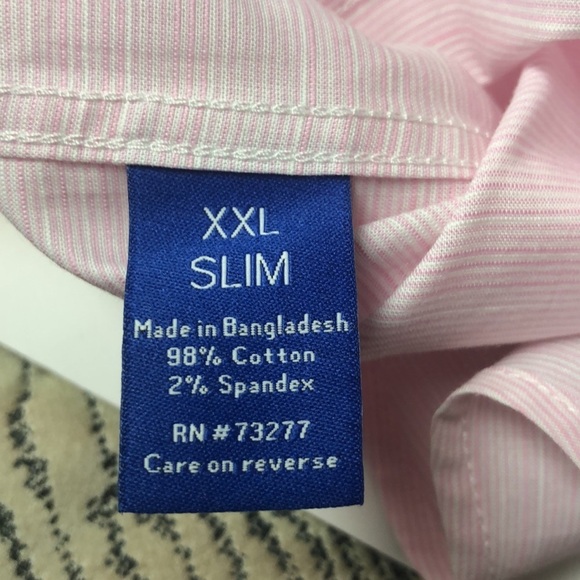 XXL
SLIM
Made in Bangladesh
98% Cotton
2% Spandex
RN #73277
Care on reverse